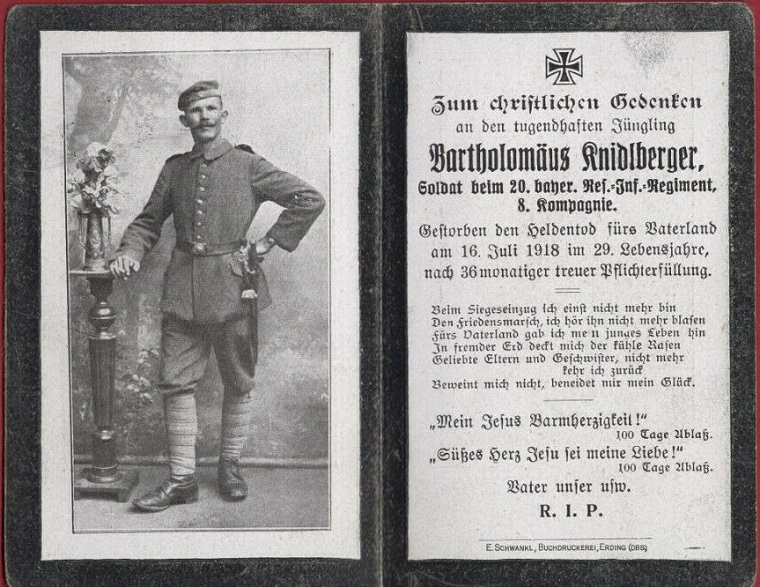 Zum christlichen Gedenken
an den tugendhaften Jüngling
Bartholomäus Knidlberger,
Soldat beim 20. bayer. Res.-Inf.-Regiment,
8. Kompagnie.
Gestorben den Heldentod fürs Vaterland
am 16. Juli 1918 im 29. Lebensjahre,
nach 36 monatiger treuer Pflichterfüllung.
Beim Siegeseinzug ich einst nicht mehr bin
Den Friedensmarsch, ich hör ihn nicht mehr blasen
Fürs Vaterland gab ich me n junges Leben hin
In fremder Erd deckt mich der kühle Rasen
Geliebte Eltern und Geschwister, nicht mehr
kehr ich zurück
Beweint mich nicht, beneidet mir mein Glück.
„Mein Jesus Barmherzigkeit!"
100 Tage Ablaß.
„Süßes Herz Jesu sei meine Liebe!"
100 Tage Ablaß.
Vater unser usw.
R. I. P.
E. Schwankl, Buchdruckerei, Erding (Obb)